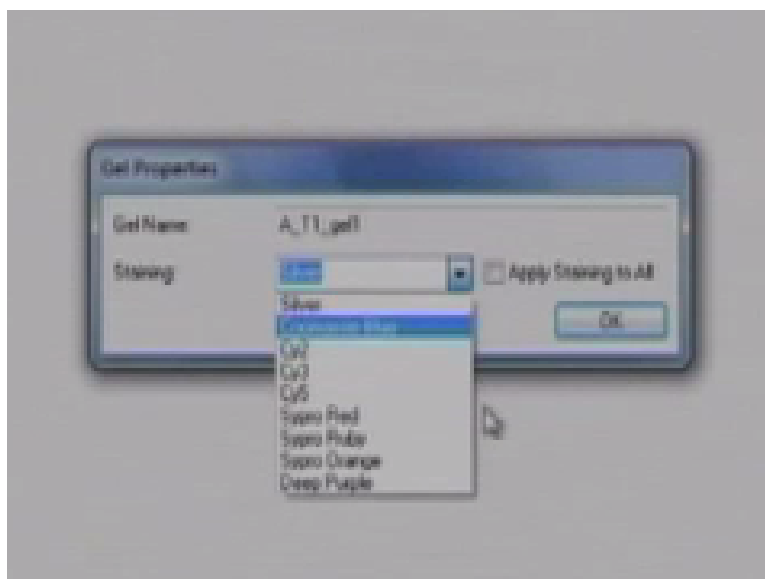 Gel Properties
Gel Name:
A_T1_gel1
Staining:
Silver
Apply Staining to All
Silver
Coomassie Blue
OK
Cy2
Cy3
Cy5
Sypro Red
Sypro Ruby
Sypro Orange
Deep Purple